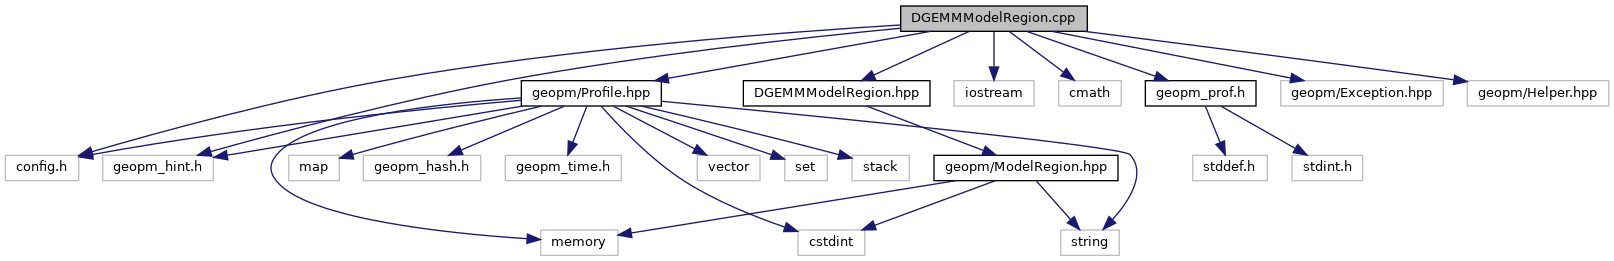 DGEMMModelRegion.cpp
geopm/Profile.hpp
DGEMMModelRegion.hpp
iostream
cmath
geopm_prof.h
geopm/Exception.hpp
geopm/Helper.hpp
config.h
geopm_hint.h
map
geopm_hash.h
geopm_time.h
vector
set
stack
geopm/ModelRegion.hpp
stddef.h
stdint.h
memory
cstdint
string